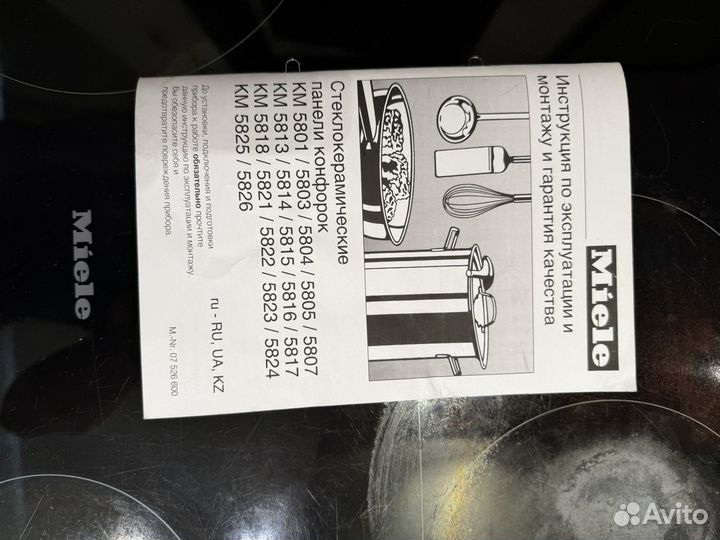 Miele
Инструкция по эксплуатации и
монтажу и гарантия качества
Стеклокерамические
панели конфорок
KM 5801 / 5803 / 5804 / 5805 / 5807
KM 5813 / 5814 / 5815 / 5816 / 5817
KM 5818 / 5821 / 5822 / 5823 / 5824
KM 5825 / 5826
До установки, подключения и подготовки
прибора к работе обязательно прочтите
данную инструкцию по эксплуатации и монтажу.
Вы обезопасите себя и
предотвратите повреждения прибора.
ru - RU, UA, KZ
M.-Nr. 07 526 600
Miele
Avito